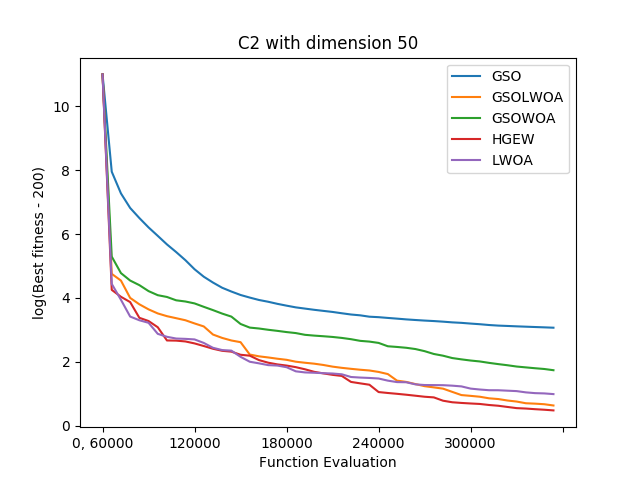 C2 with dimension 50
log(Best fitness - 200)
10
8
6
4
2
0
GSO
GSOLWOA
GSOWOA
HGEW
LWOA
0, 60000 120000 180000 240000 300000
Function Evaluation